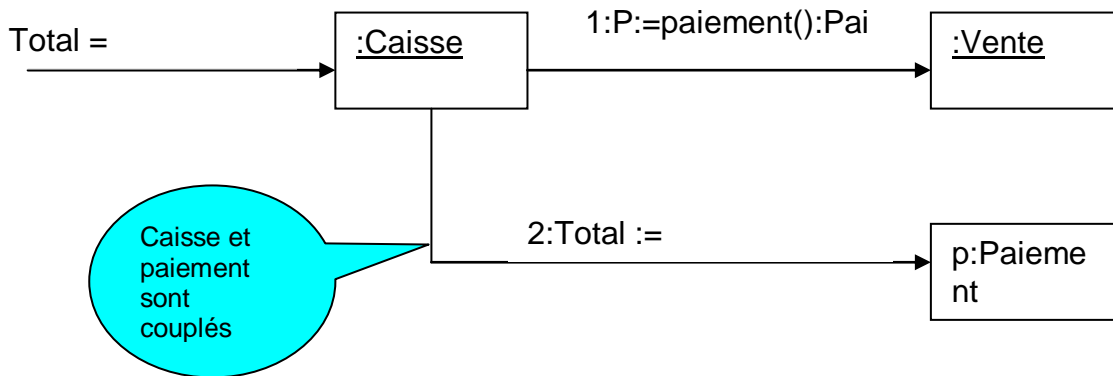 Total =
:Caisse
1:P:=paiement():Pai
:Vente
Caisse et
paiement
sont
couplés
2:Total :=
p:Paieme
nt